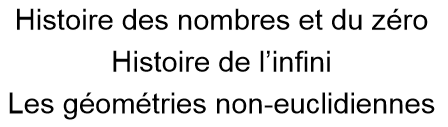 Histoire des nombres et du zéro
Histoire de l’infini
Les géométries non-euclidiennes